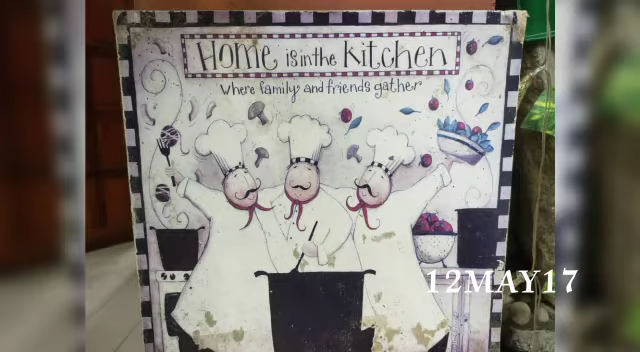 Home is in the kitchen
Where family and friends gather
12MAY17